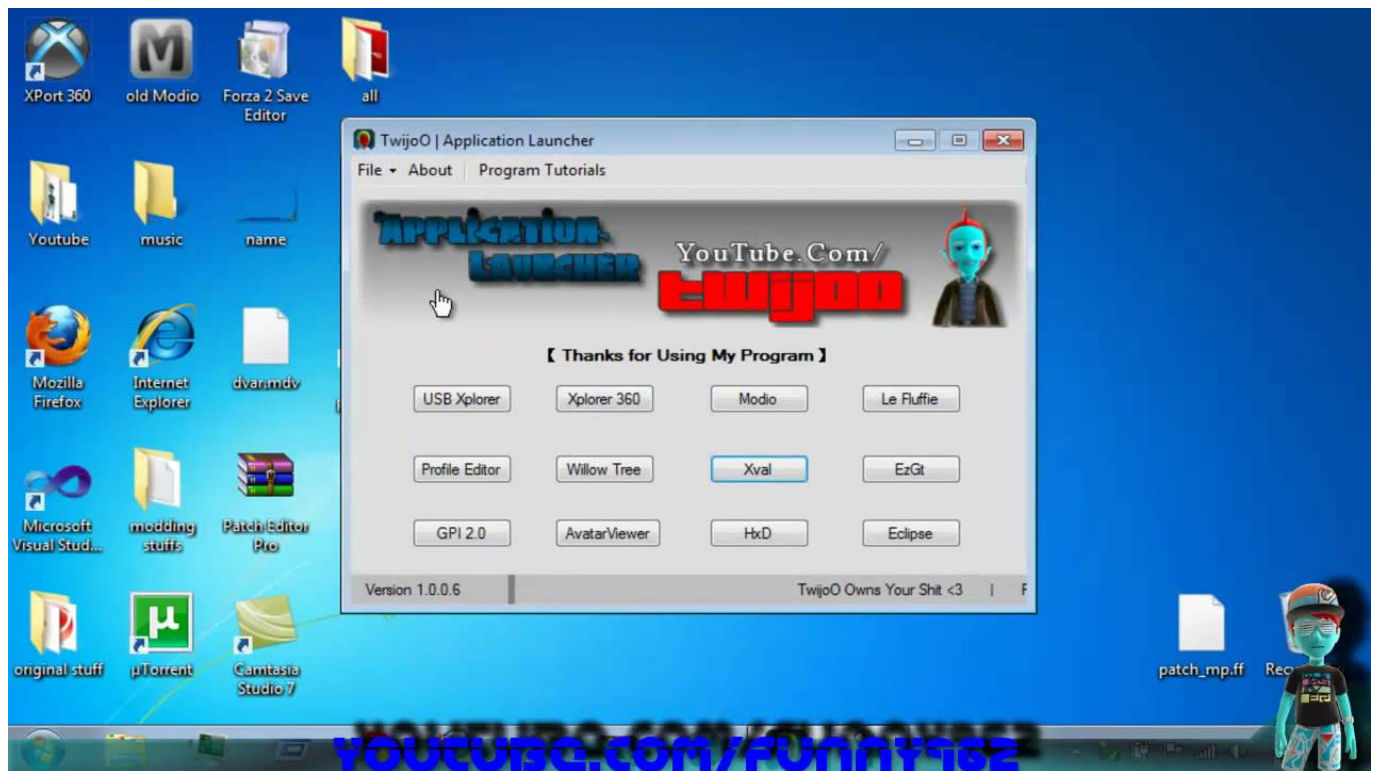 XPort 360
old Modio
Forza 2 Save
Editor
all
TwijoO | Application Launcher
File
About
Program Tutorials
APPLICATION
LAUNCHER
YouTube.Com/
twijoo
【 Thanks for Using My Program 】
USB Xplorer
Xplorer 360
Modio
Le Fluffie
Profile Editor
Willow Tree
Xval
EzGt
GPI 2.0
AvatarViewer
HxD
Eclipse
Version 1.0.0.6
TwijoO Owns Your Shit <3 | F
Youtube
music
name
Mozilla
Firefox
Internet
Explorer
dvar.mdv
Microsoft
Visual Stud...
modding
stuffs
Patch Editor
Pro
original stuff
µTorrent
Camtasia
Studio 7
patch_mp.ff
YOUTUBE.COM/FUNNY962